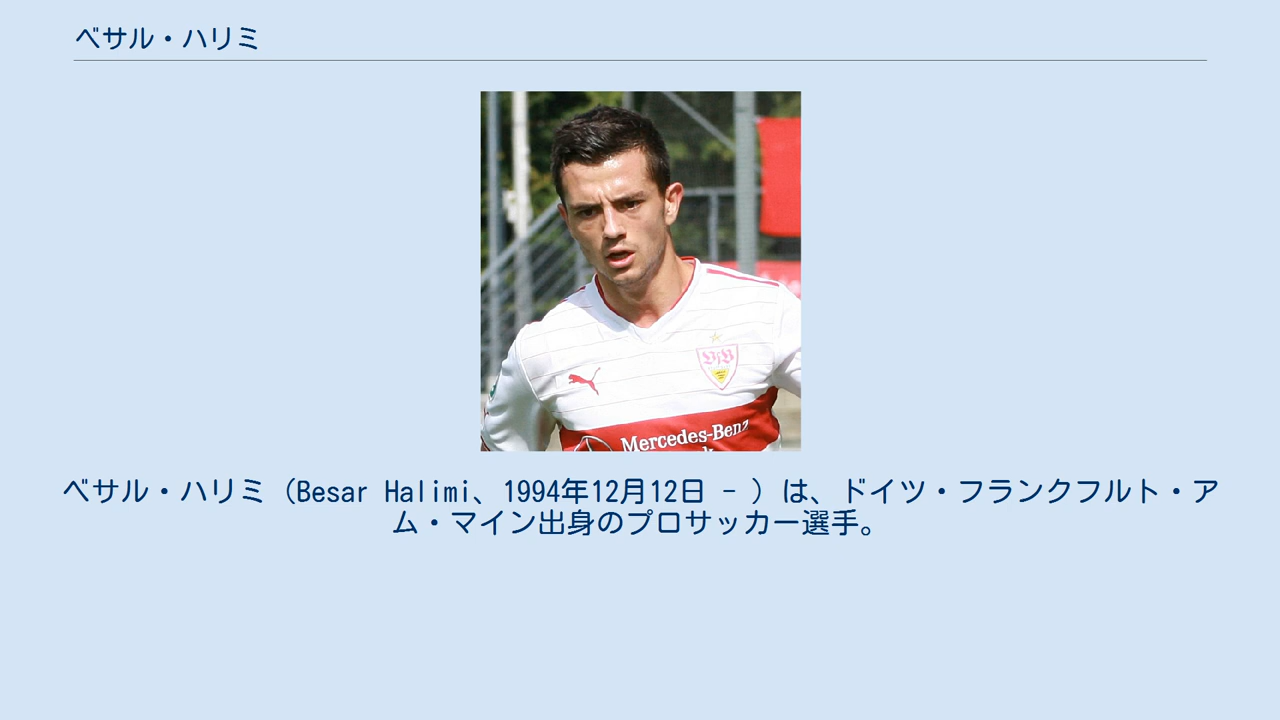 ベサル・ハリミ
VfB
Mercedes-Benz
ベサル・ハリミ（Besar Halimi、1994年12月12日 - ）は、ドイツ・フランクフルト・ア
ム・マイン出身のプロサッカー選手。